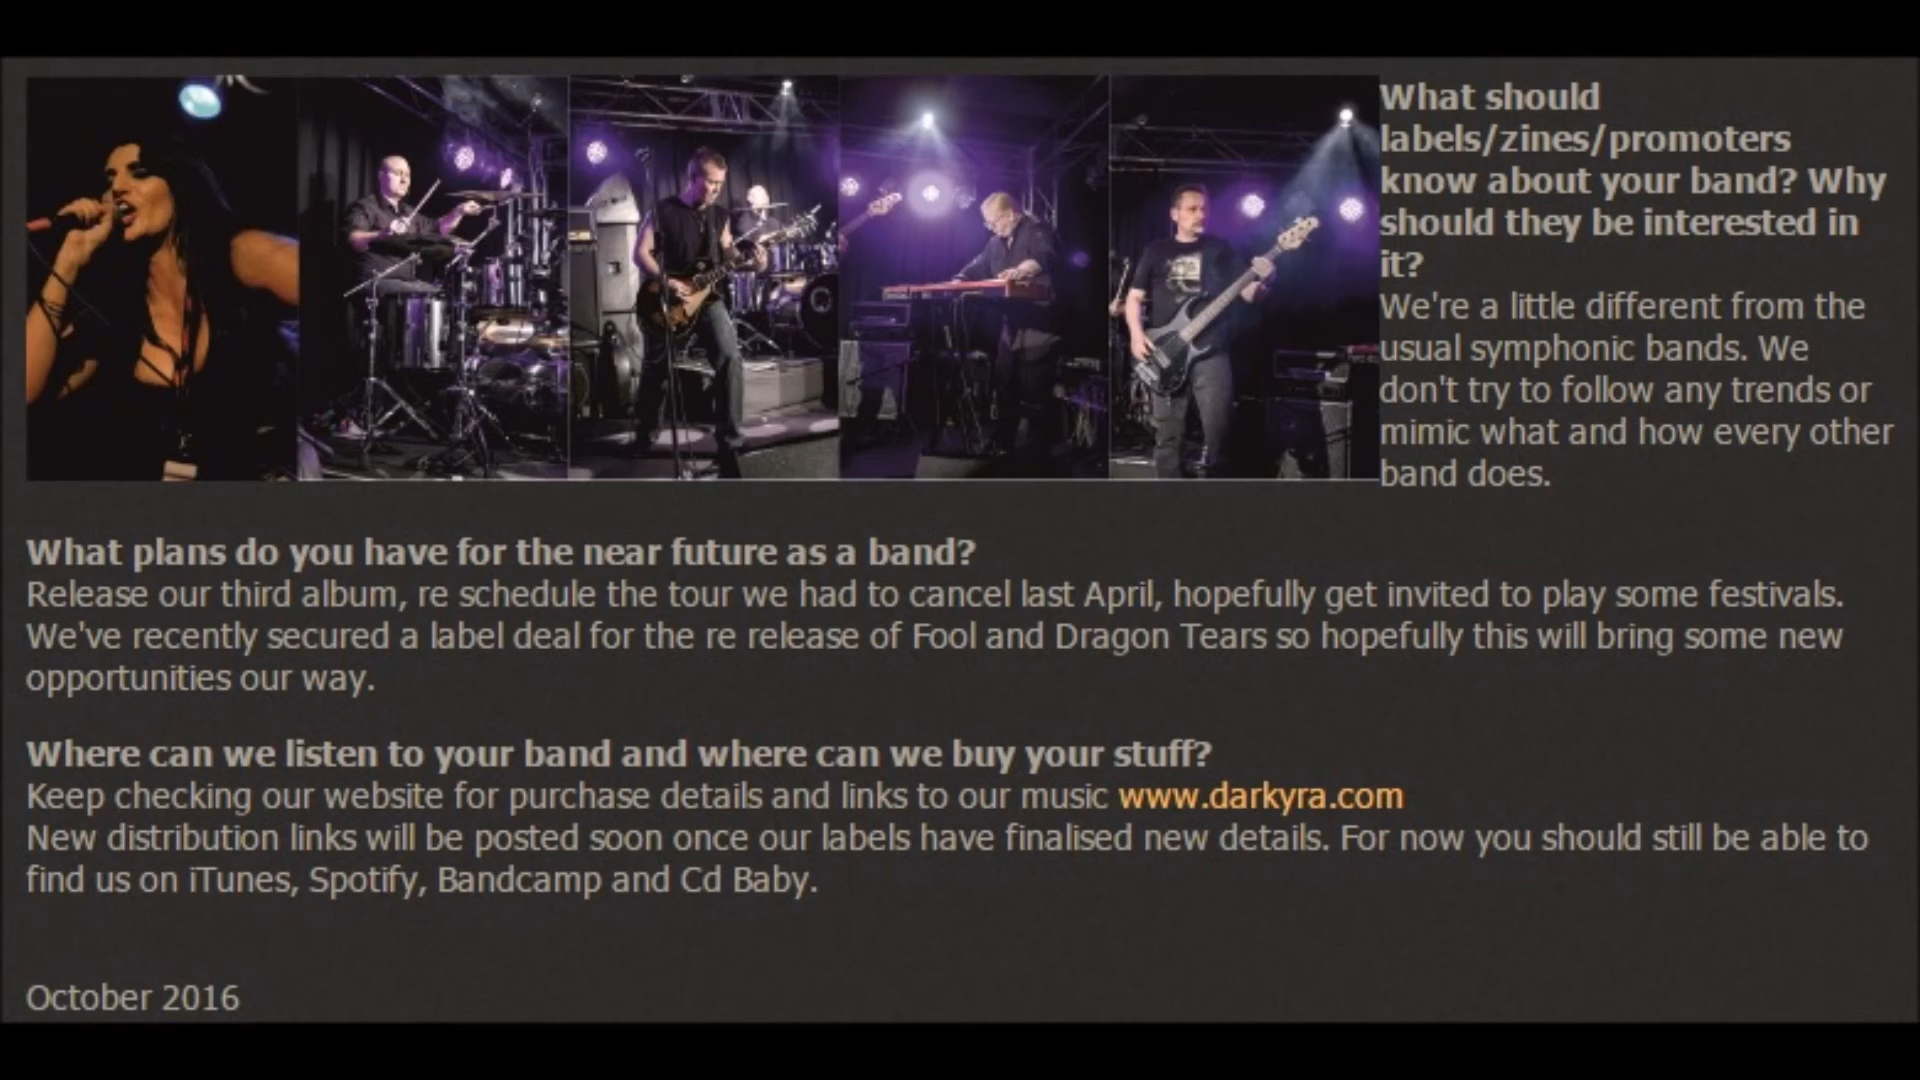 What should
labels/zines/promoters
know about your band? Why
should they be interested in
it?
We're a little different from the
usual symphonic bands. We
don't try to follow any trends or
mimic what and how every other
band does.
What plans do you have for the near future as a band?
Release our third album, re schedule the tour we had to cancel last April, hopefully get invited to play some festivals.
We've recently secured a label deal for the re release of Fool and Dragon Tears so hopefully this will bring some new
opportunities our way.
Where can we listen to your band and where can we buy your stuff?
Keep checking our website for purchase details and links to our music www.darkyra.com
New distribution links will be posted soon once our labels have finalised new details. For now you should still be able to
find us on iTunes, Spotify, Bandcamp and Cd Baby.
October 2016